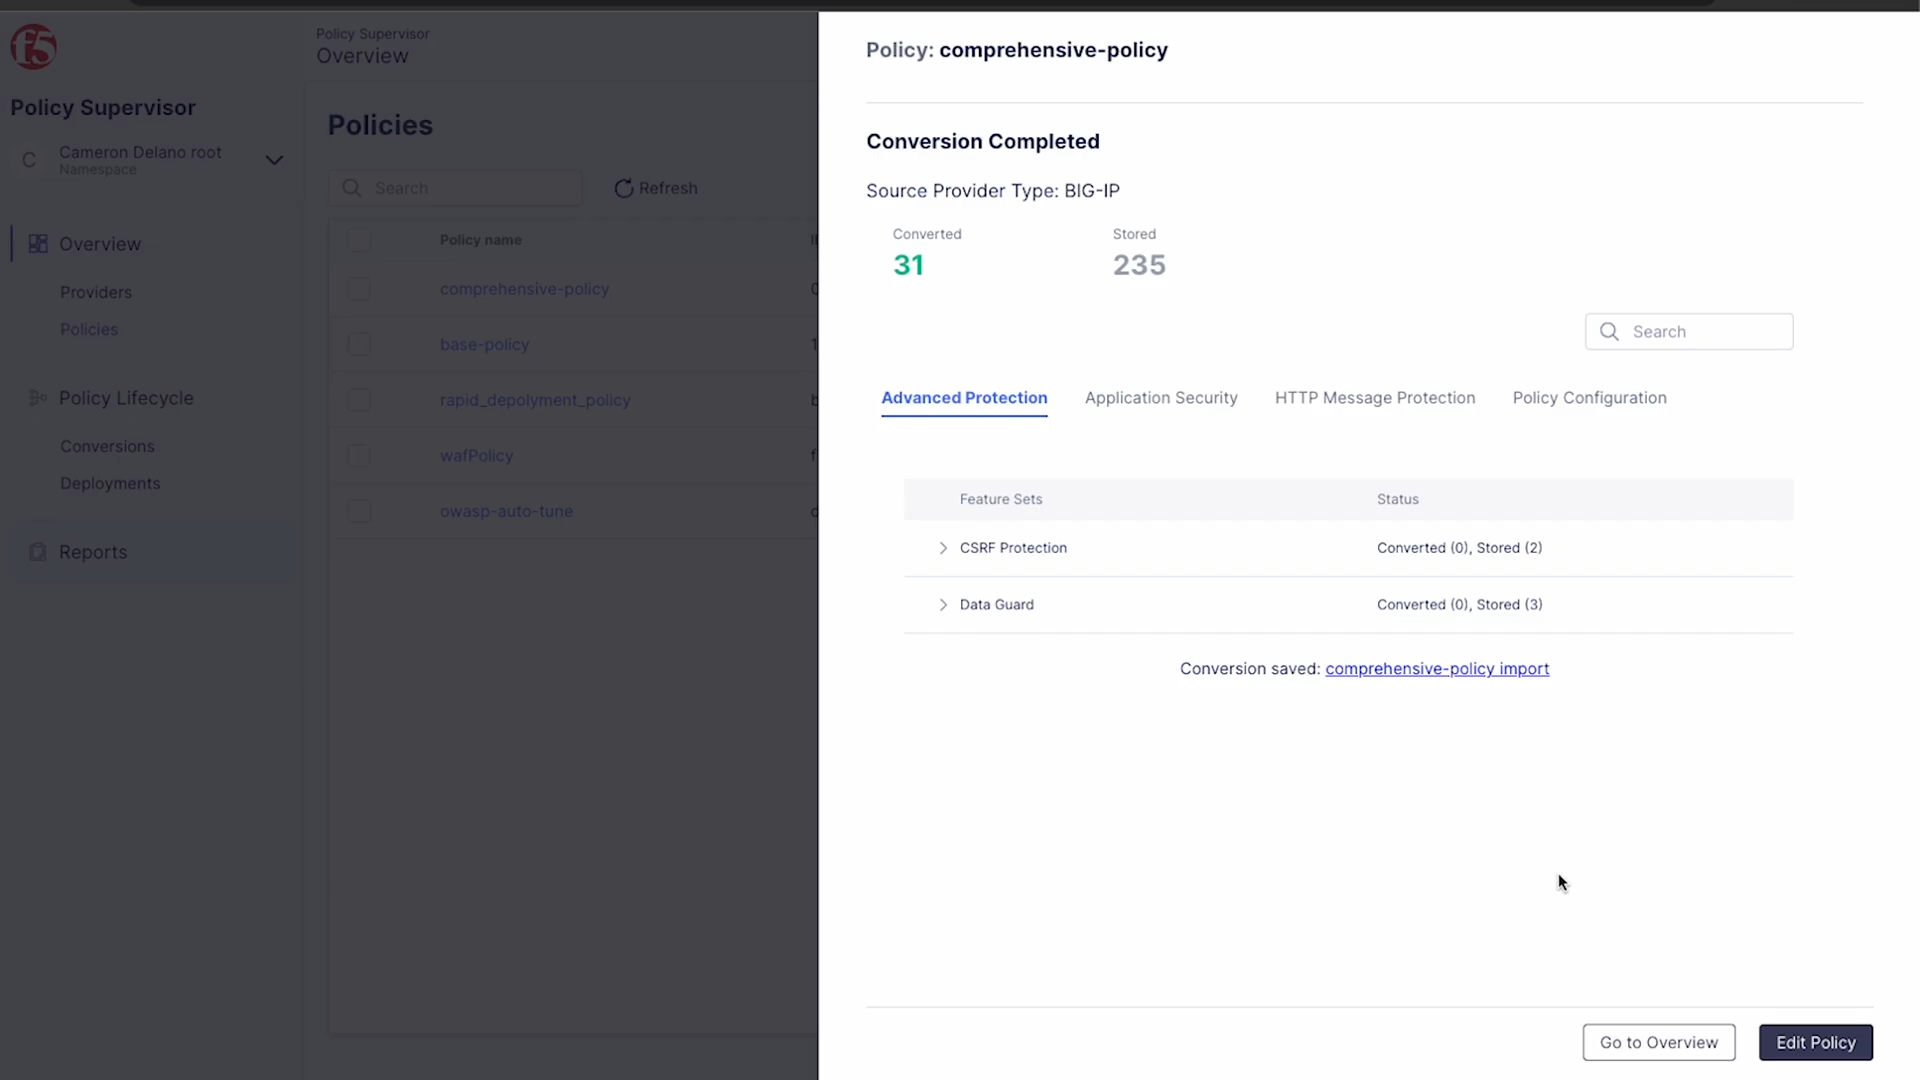 f5
Policy Supervisor
Overview
Policy Supervisor
C
Cameron Delano root
Namespace
Overview
Providers
Policies
Policy Lifecycle
Conversions
Deployments
Reports
Policies
Search
Refresh
Policy name
comprehensive-policy
base-policy
rapid_depolyment_policy
wafPolicy
owasp-auto-tune
Policy: comprehensive-policy
Conversion Completed
Source Provider Type: BIG-IP
Converted Stored
31 235
Search
Advanced Protection Application Security HTTP Message Protection Policy Configuration
Feature Sets Status
CSRF Protection Converted (0), Stored (2)
Data Guard Converted (0), Stored (3)
Conversion saved: comprehensive-policy import
Go to Overview Edit Policy